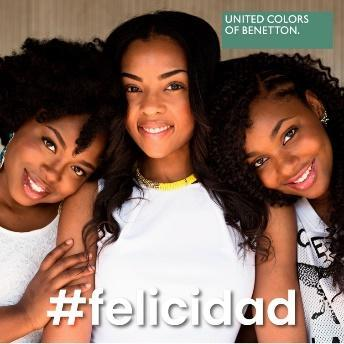 UNITED COLORS
OF BENETTON.
#felicidad